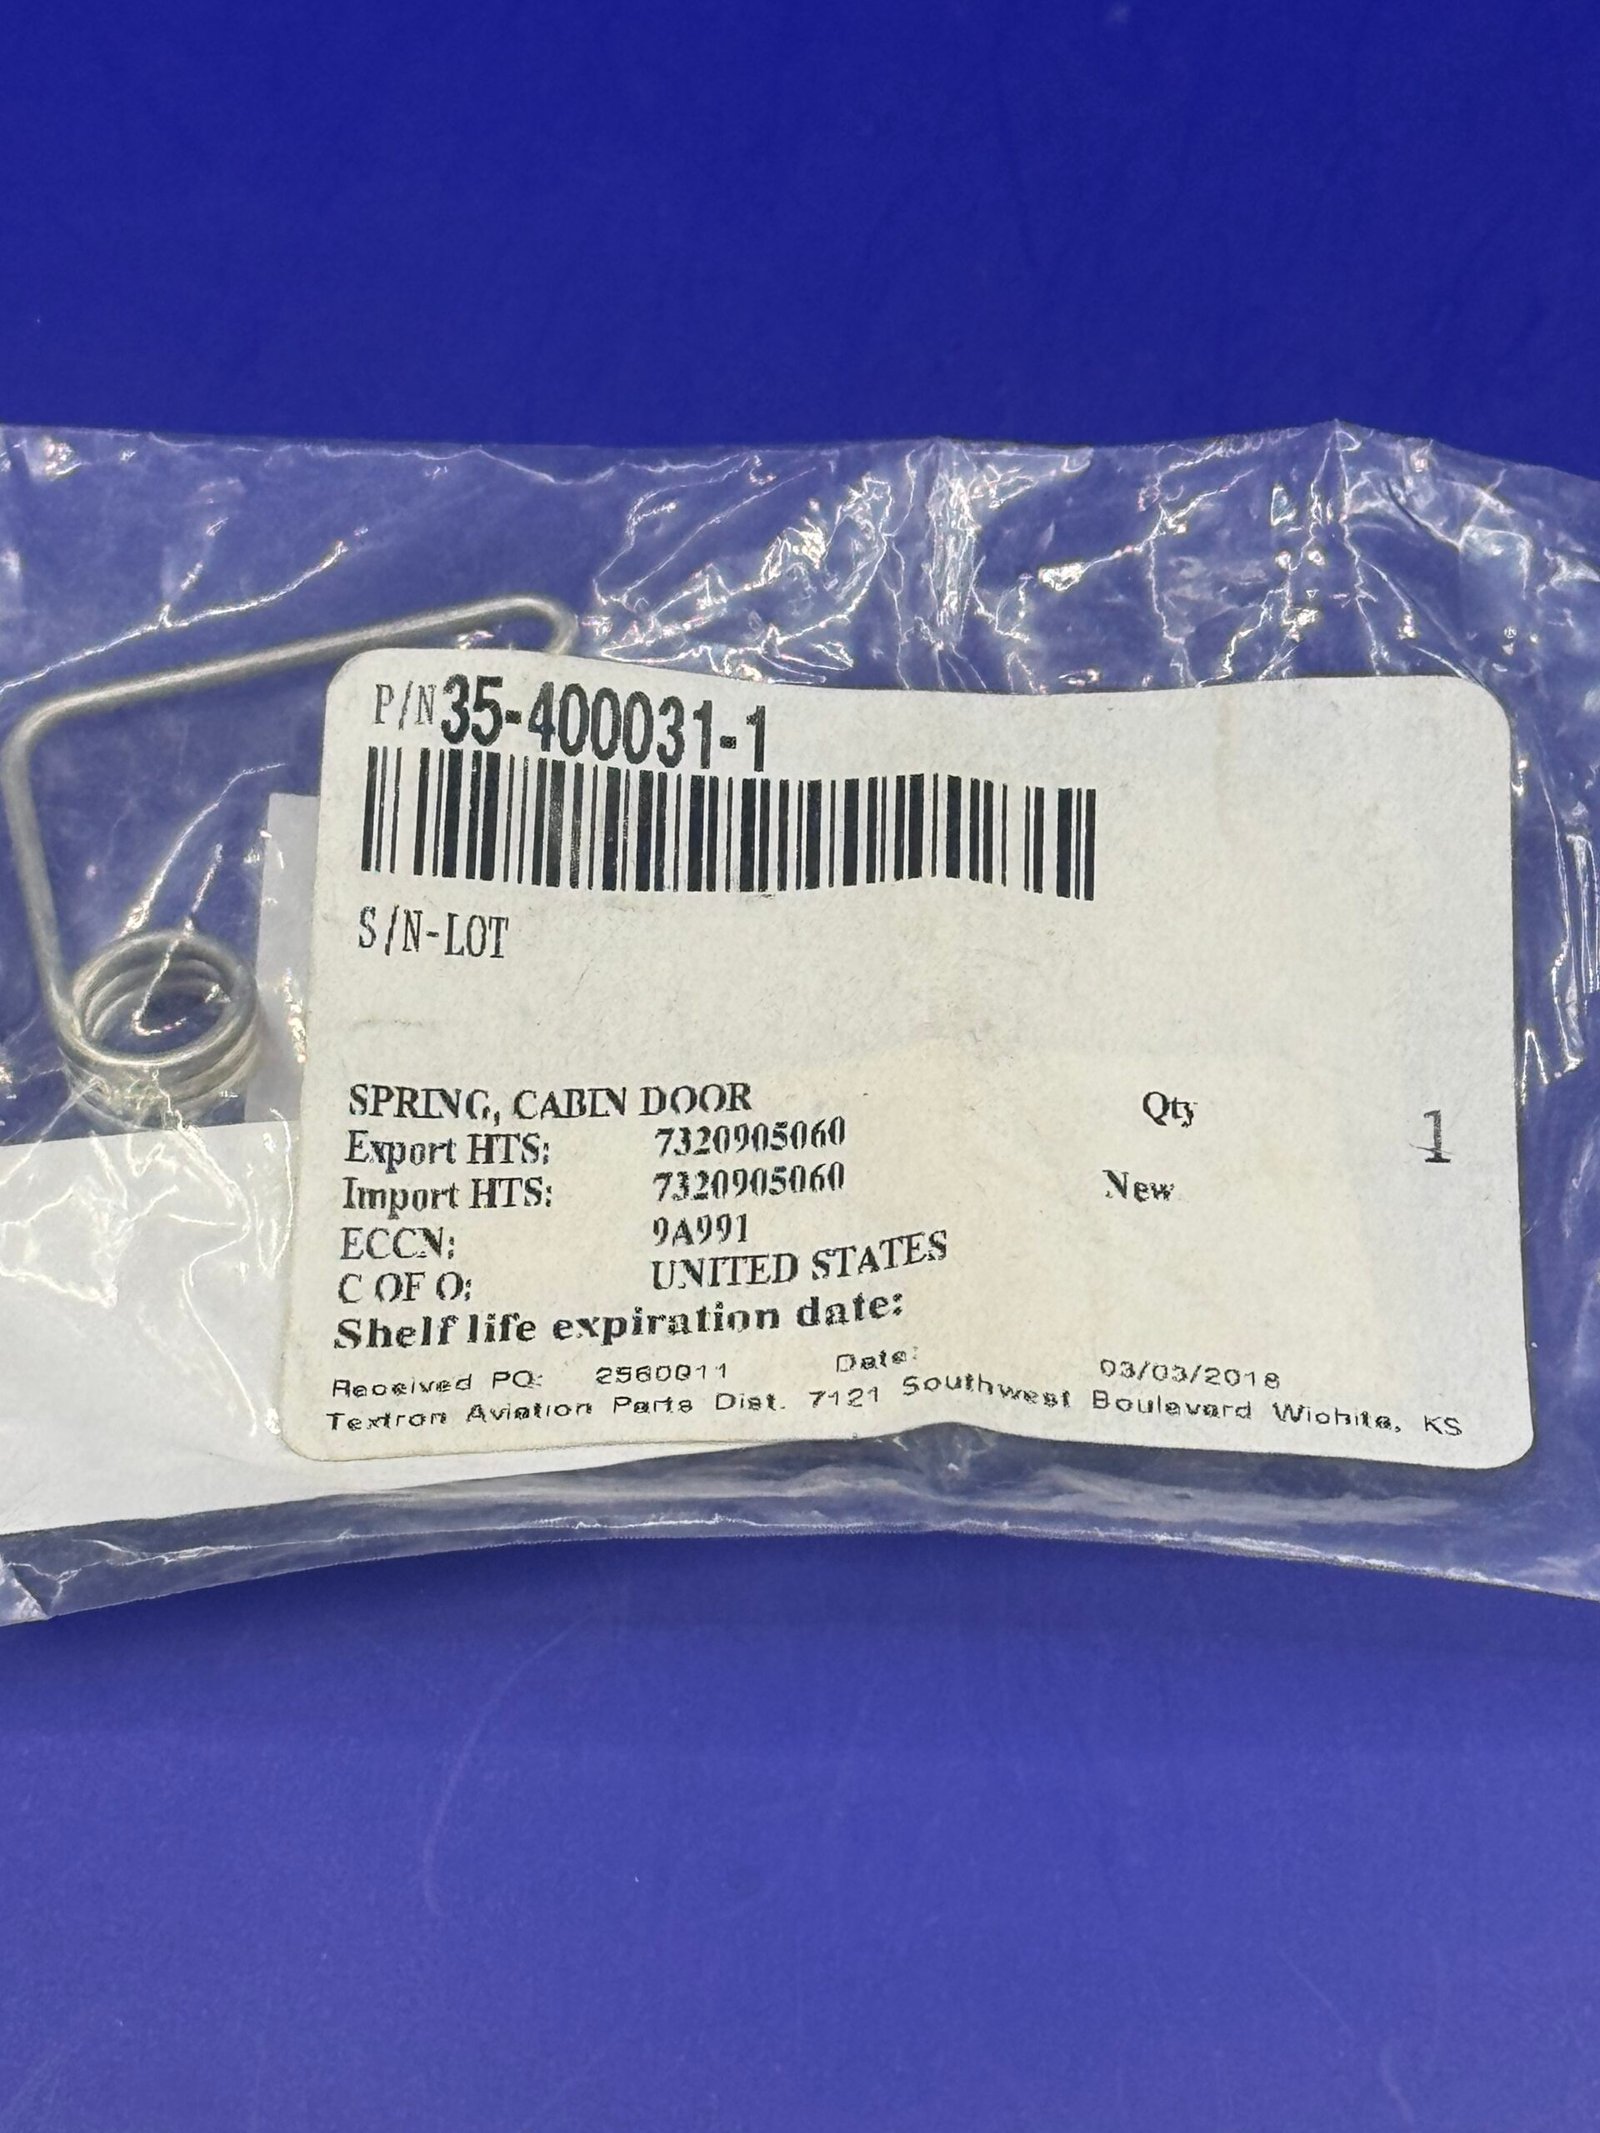 P/N 35-400031-1
S/N-LOT
SPRING, CABIN DOOR Qty 1
Export HTS: 7320905060
Import HTS: 7320905060 New
ECCN: 9A991
C OF O: UNITED STATES
Shelf life expiration date:
Received PO: 2560011 Date: 03/03/2018
Textron Aviation Parts Dist. 7121 Southwest Boulevard Wichita, KS